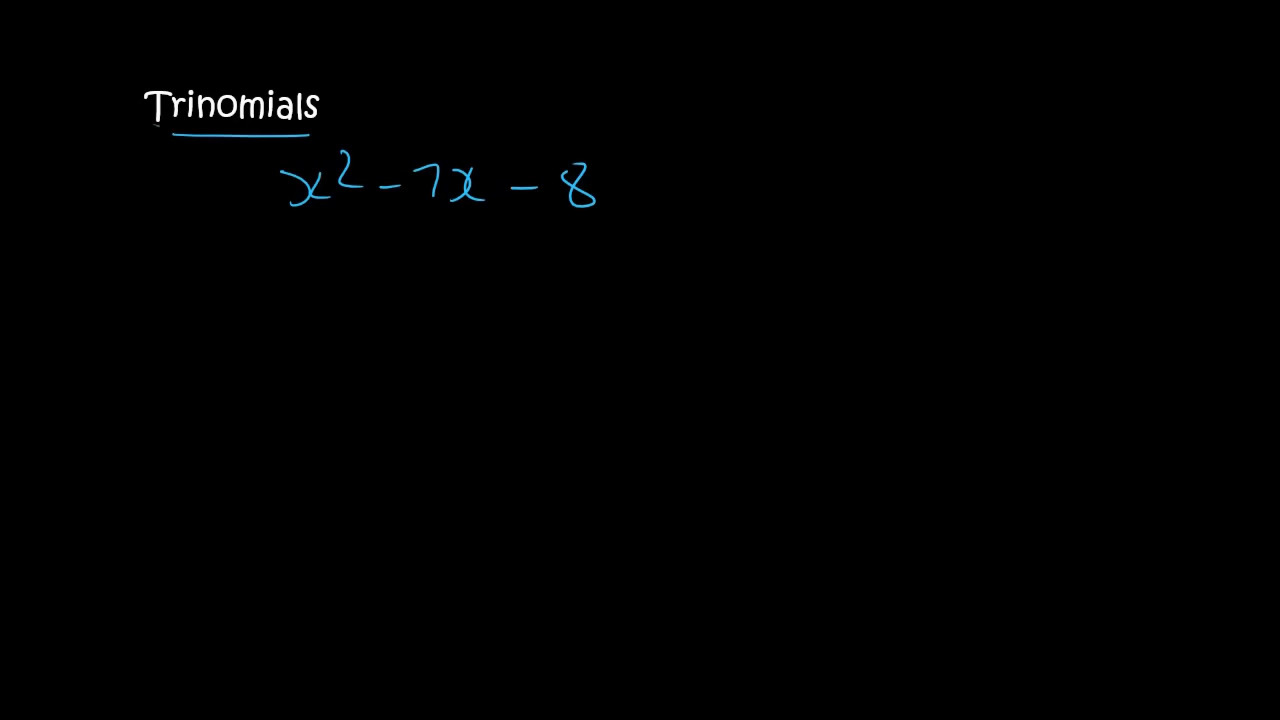 Trinomials
x² - 7x - 8